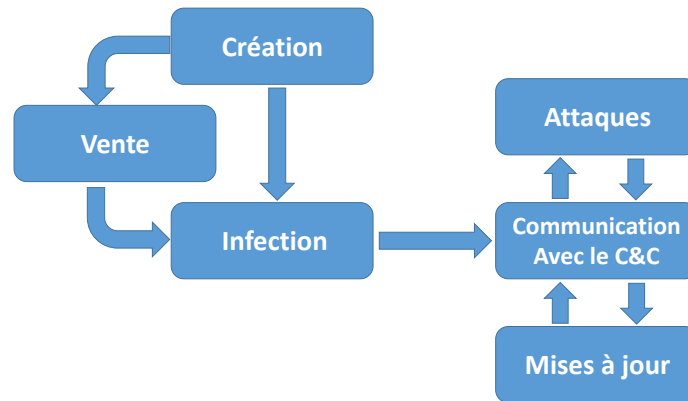 Création
Vente
Infection
Attaques
Communication
Avec le C&C
Mises à jour